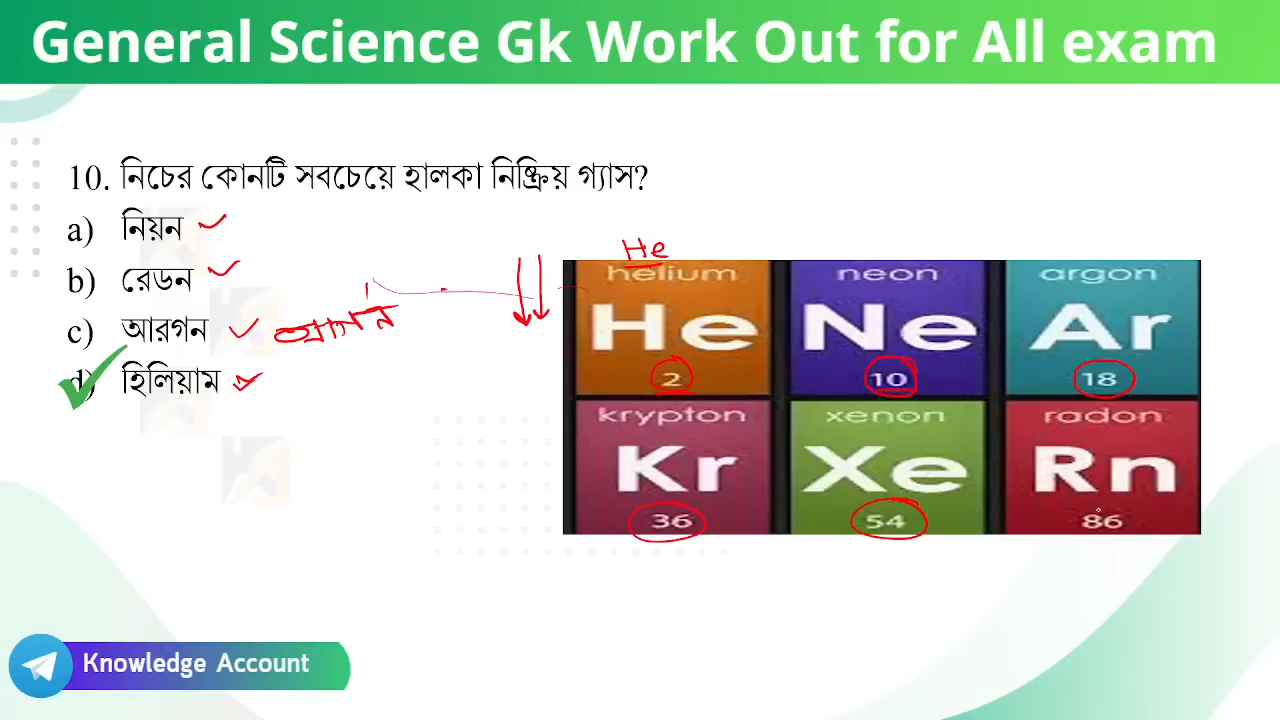 General Science Gk Work Out for All exam
10. নিচের কোনটি সবচেয়ে হালকা নিষ্ক্রিয় গ্যাস?
a) নিয়ন
b) রেডন
c) আরগন
d) হিলিয়াম
He
helium neon argon
He Ne Ar
2 10 18
krypton xenon radon
Kr Xe Rn
36 54 86
Knowledge Account